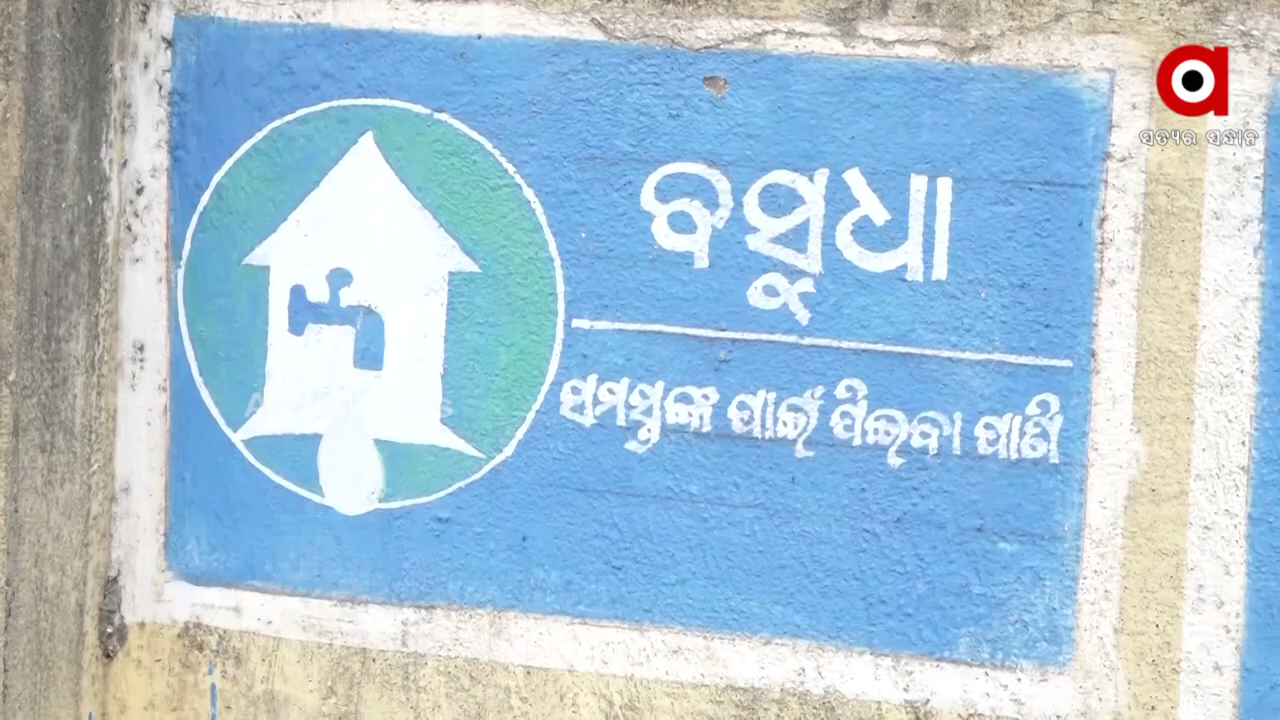 ବସୁଧା
ସମସ୍ତଙ୍କ ପାଇଁ ପିଇବା ପାଣି
ସତ୍ୟର ସନ୍ଧାନ